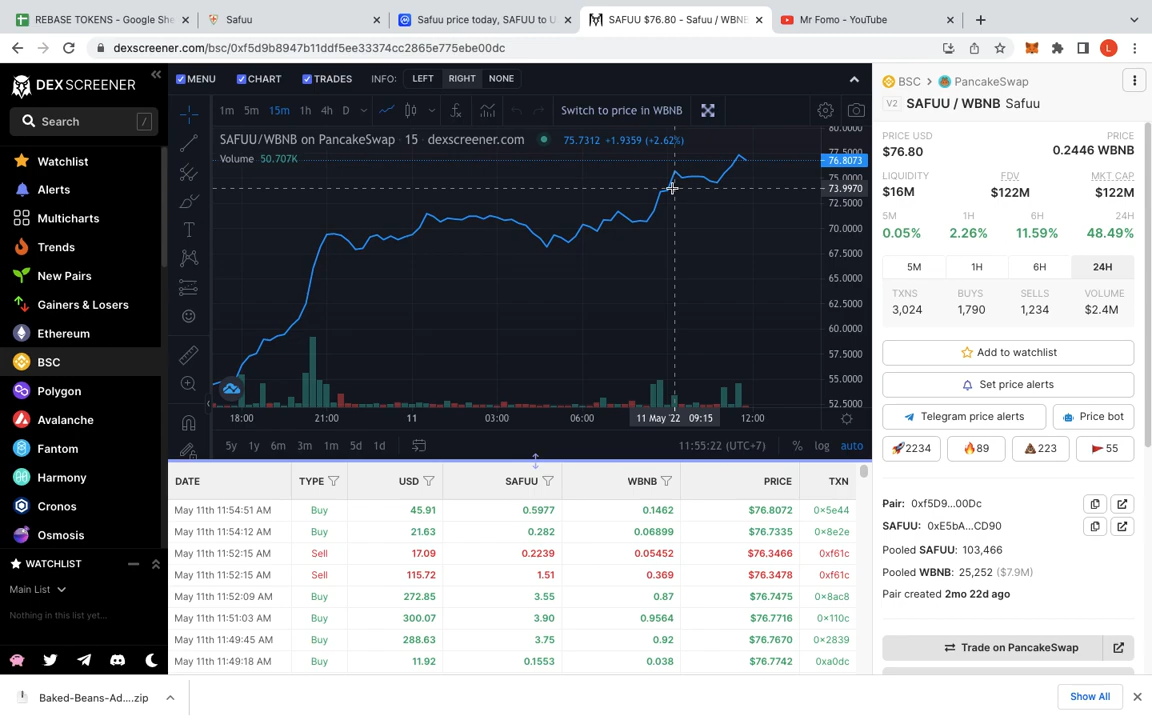 REBASE TOKENS - Google She
Safuu
Safuu price today, SAFUU to U
SAFUU $76.80 - Safuu / WBNB
Mr Fomo - YouTube
dexscreener.com/bsc/0xf5d9b8947b11ddf5ee33374cc2865e775ebe00dc
L
DEX SCREENER
Search /
Watchlist
Alerts
Multicharts
Trends
New Pairs
Gainers & Losers
Ethereum
BSC
Polygon
Avalanche
Fantom
Harmony
Cronos
Osmosis
WATCHLIST
Main List
Nothing in this list yet...
MENU CHART TRADES INFO: LEFT RIGHT NONE
1m 5m 15m 1h 4h D Switch to price in WBNB
SAFUU/WBNB on PancakeSwap · 15 · dexscreener.com 75.7312 +1.9359 (+2.62%)
Volume 50.707K
80.0000
77.5000
76.8073
75.0000
73.9970
72.5000
70.0000
67.5000
65.0000
62.5000
60.0000
57.5000
55.0000
52.5000
18:00 21:00 11 03:00 06:00 11 May '22 09:15 12:00
5y 1y 6m 3m 1m 5d 1d 11:55:22 (UTC+7) % log auto
DATE TYPE USD SAFUU WBNB PRICE TXN
May 11th 11:54:51 AM Buy 45.91 0.5977 0.1462 $76.8072 0x5e44
May 11th 11:54:12 AM Buy 21.63 0.282 0.06899 $76.7335 0x8e2e
May 11th 11:52:15 AM Sell 17.09 0.2239 0.05452 $76.3466 0xf61c
May 11th 11:52:15 AM Sell 115.72 1.51 0.369 $76.3478 0xf61c
May 11th 11:52:09 AM Buy 272.85 3.55 0.87 $76.7475 0x8ac8
May 11th 11:51:03 AM Buy 300.07 3.90 0.9564 $76.7716 0x110c
May 11th 11:49:45 AM Buy 288.63 3.75 0.92 $76.7670 0x2839
May 11th 11:49:18 AM Buy 11.92 0.1553 0.038 $76.7742 0xa0dc
BSC > PancakeSwap
V2 SAFUU / WBNB Safuu
PRICE USD PRICE
$76.80 0.2446 WBNB
LIQUIDITY FDV MKT CAP
$16M $122M $122M
5M 1H 6H 24H
0.05% 2.26% 11.59% 48.49%
5M 1H 6H 24H
TXNS BUYS SELLS VOLUME
3,024 1,790 1,234 $2.4M
Add to watchlist
Set price alerts
Telegram price alerts Price bot
2234 89 223 55
Pair: 0xf5D9...00Dc
SAFUU: 0xE5bA...CD90
Pooled SAFUU: 103,466
Pooled WBNB: 25,252 ($7.9M)
Pair created 2mo 22d ago
Trade on PancakeSwap
Baked-Beans-Ad....zip
Show All